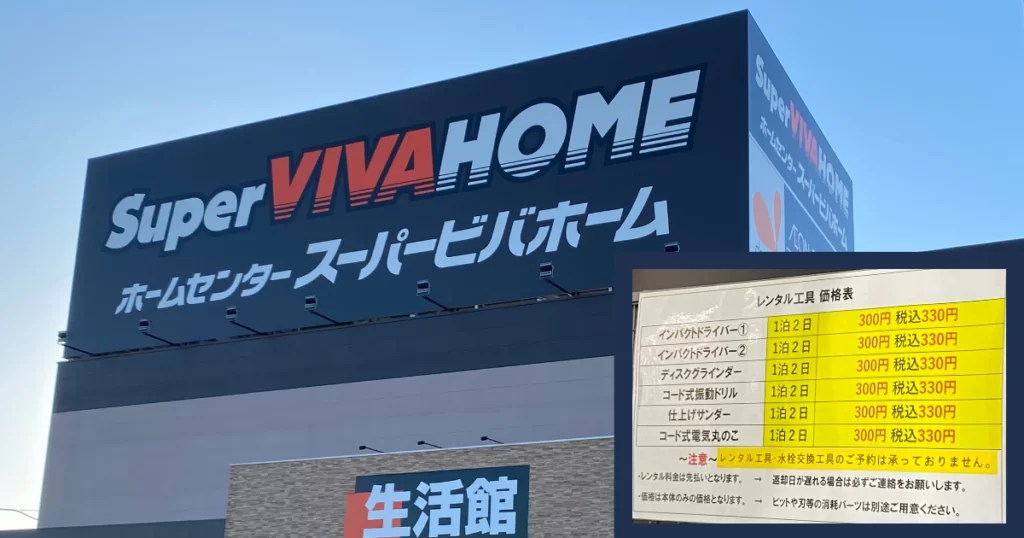 Super VIVA HOME
ホームセンター スーパービバホーム
Super VIVA HOME
ホームセンター スーパービバホーム
生活館
レンタル工具 価格表
インパクトドライバー① 1泊2日 300円 税込330円
インパクトドライバー② 1泊2日 300円 税込330円
ディスクグラインダー 1泊2日 300円 税込330円
コード式振動ドリル 1泊2日 300円 税込330円
仕上げサンダー 1泊2日 300円 税込330円
コード式電気丸のこ 1泊2日 300円 税込330円
～注意～レンタル工具・水栓交換工具のご予約は承っておりません。
・レンタル料金は先払いとなります。 → 返却日が遅れる場合は必ずご連絡をお願いします。
・価格は本体のみの価格となります。 → ビットや刃等の消耗パーツは別途ご用意ください。